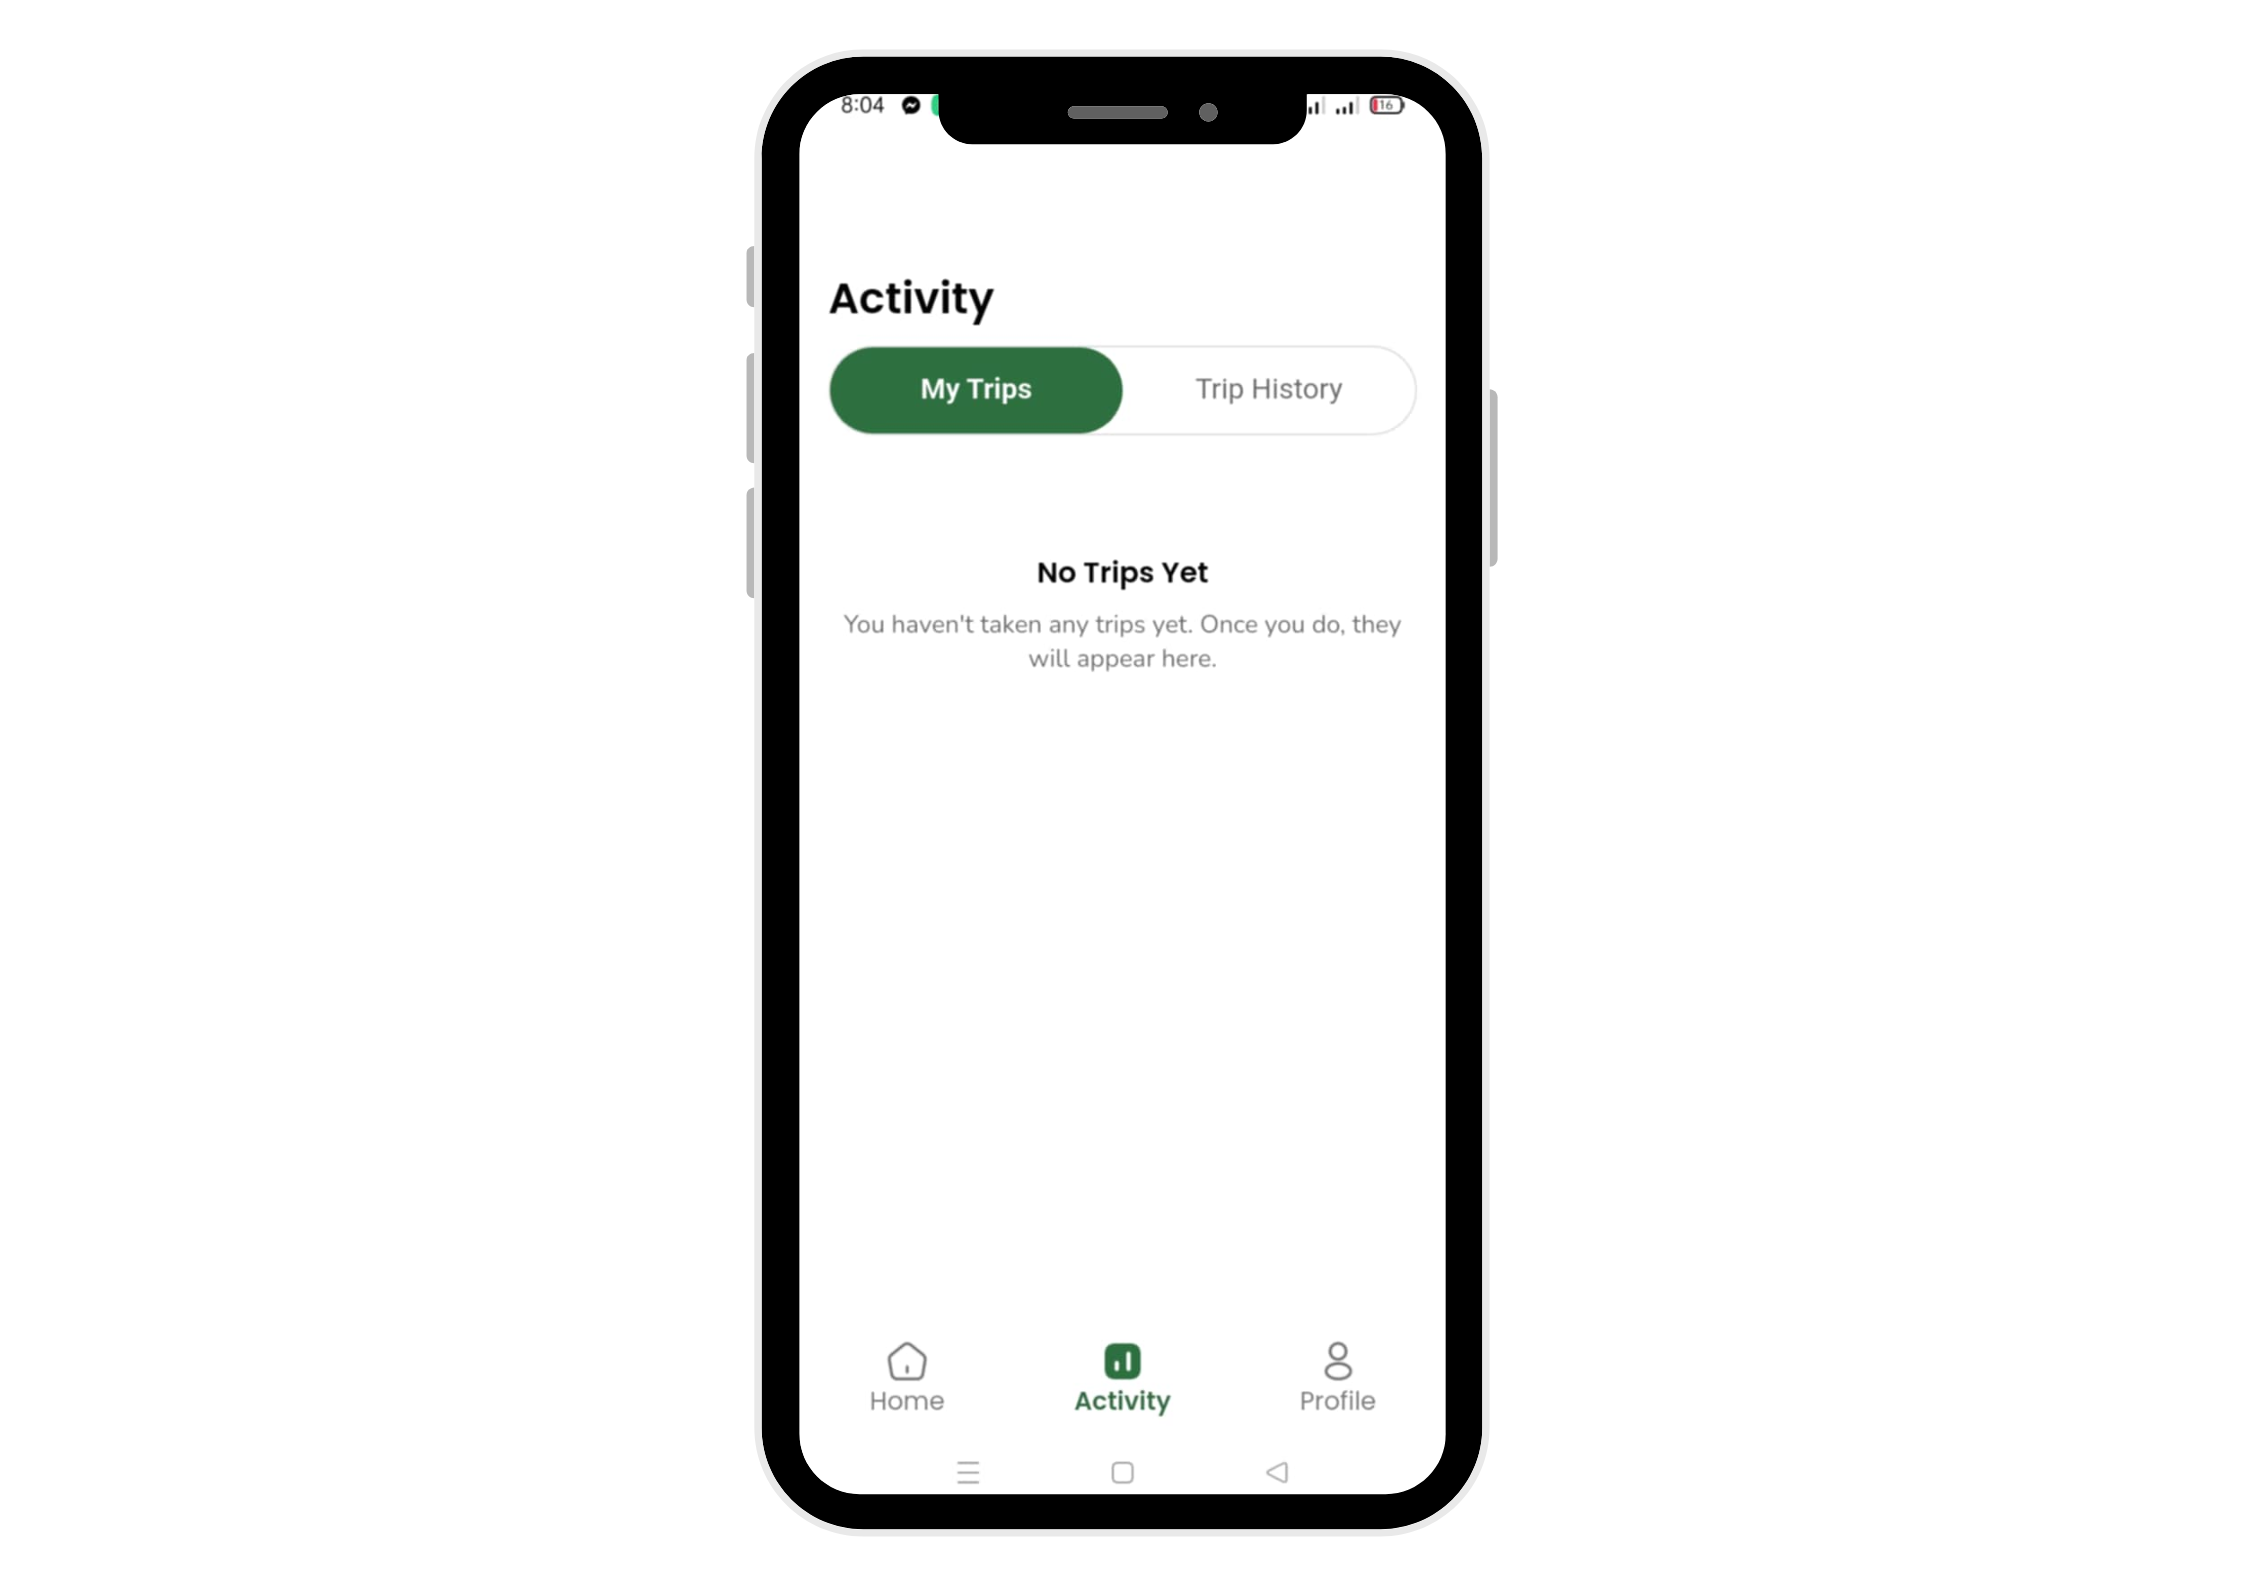 8:04 16
Activity
My Trips Trip History
No Trips Yet
You haven't taken any trips yet. Once you do, they
will appear here.
Home Activity Profile